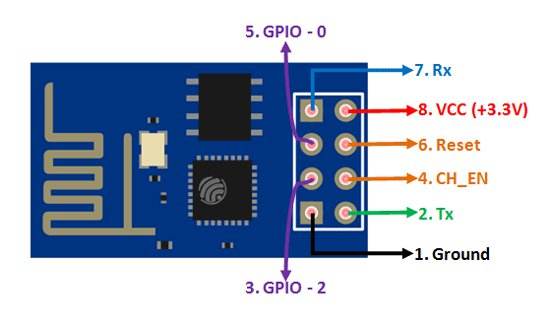 5. GPIO - 0
7. Rx
8. VCC (+3.3V)
6. Reset
4. CH_EN
2. Tx
1. Ground
3. GPIO - 2